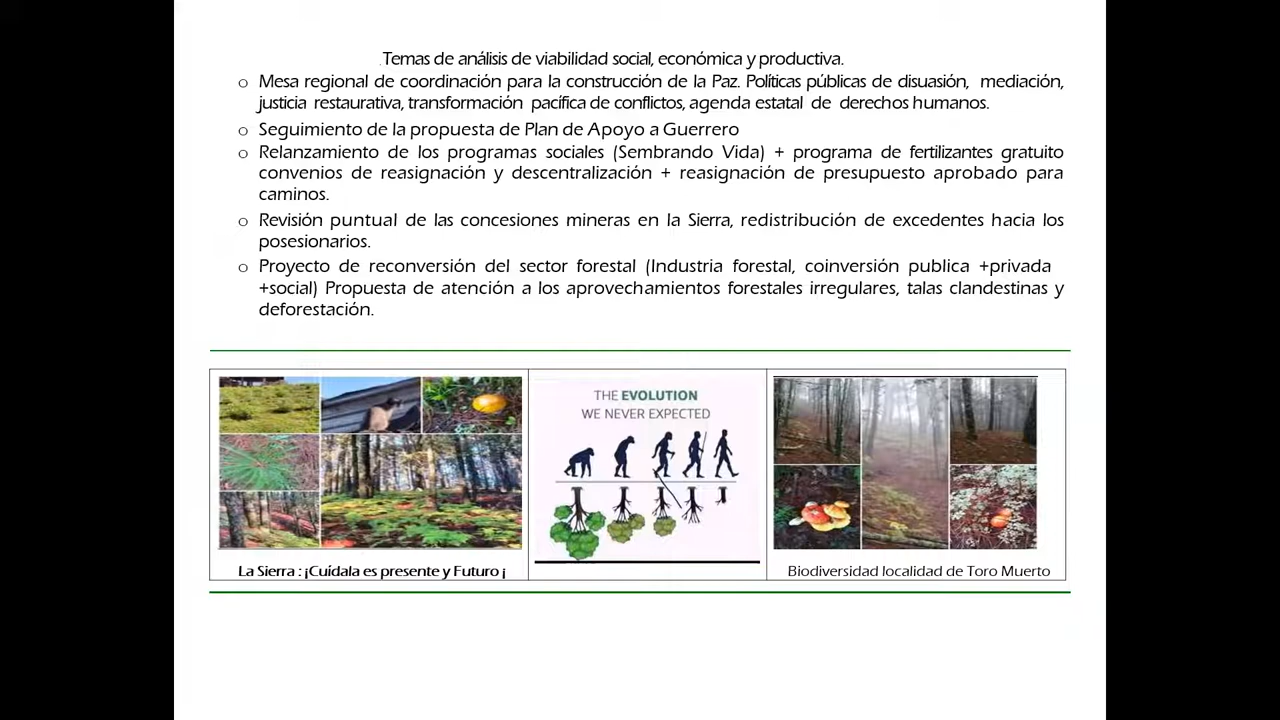 .Temas de análisis de viabilidad social, económica y productiva.
o Mesa regional de coordinación para la construcción de la Paz. Políticas públicas de disuasión, mediación,
justicia restaurativa, transformación pacífica de conflictos, agenda estatal de derechos humanos.
o Seguimiento de la propuesta de Plan de Apoyo a Guerrero
o Relanzamiento de los programas sociales (Sembrando Vida) + programa de fertilizantes gratuito
convenios de reasignación y descentralización + reasignación de presupuesto aprobado para
caminos.
o Revisión puntual de las concesiones mineras en la Sierra, redistribución de excedentes hacia los
posesionarios.
o Proyecto de reconversión del sector forestal (Industria forestal, coinversión publica +privada
+social) Propuesta de atención a los aprovechamientos forestales irregulares, talas clandestinas y
deforestación.
THE EVOLUTION
WE NEVER EXPECTED
La Sierra : ¡Cuídala es presente y Futuro ¡
Biodiversidad localidad de Toro Muerto